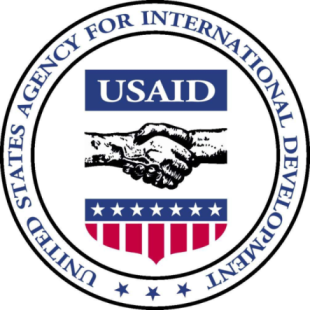 UNITED STATES AGENCY FOR INTERNATIONAL DEVELOPMENT
USAID